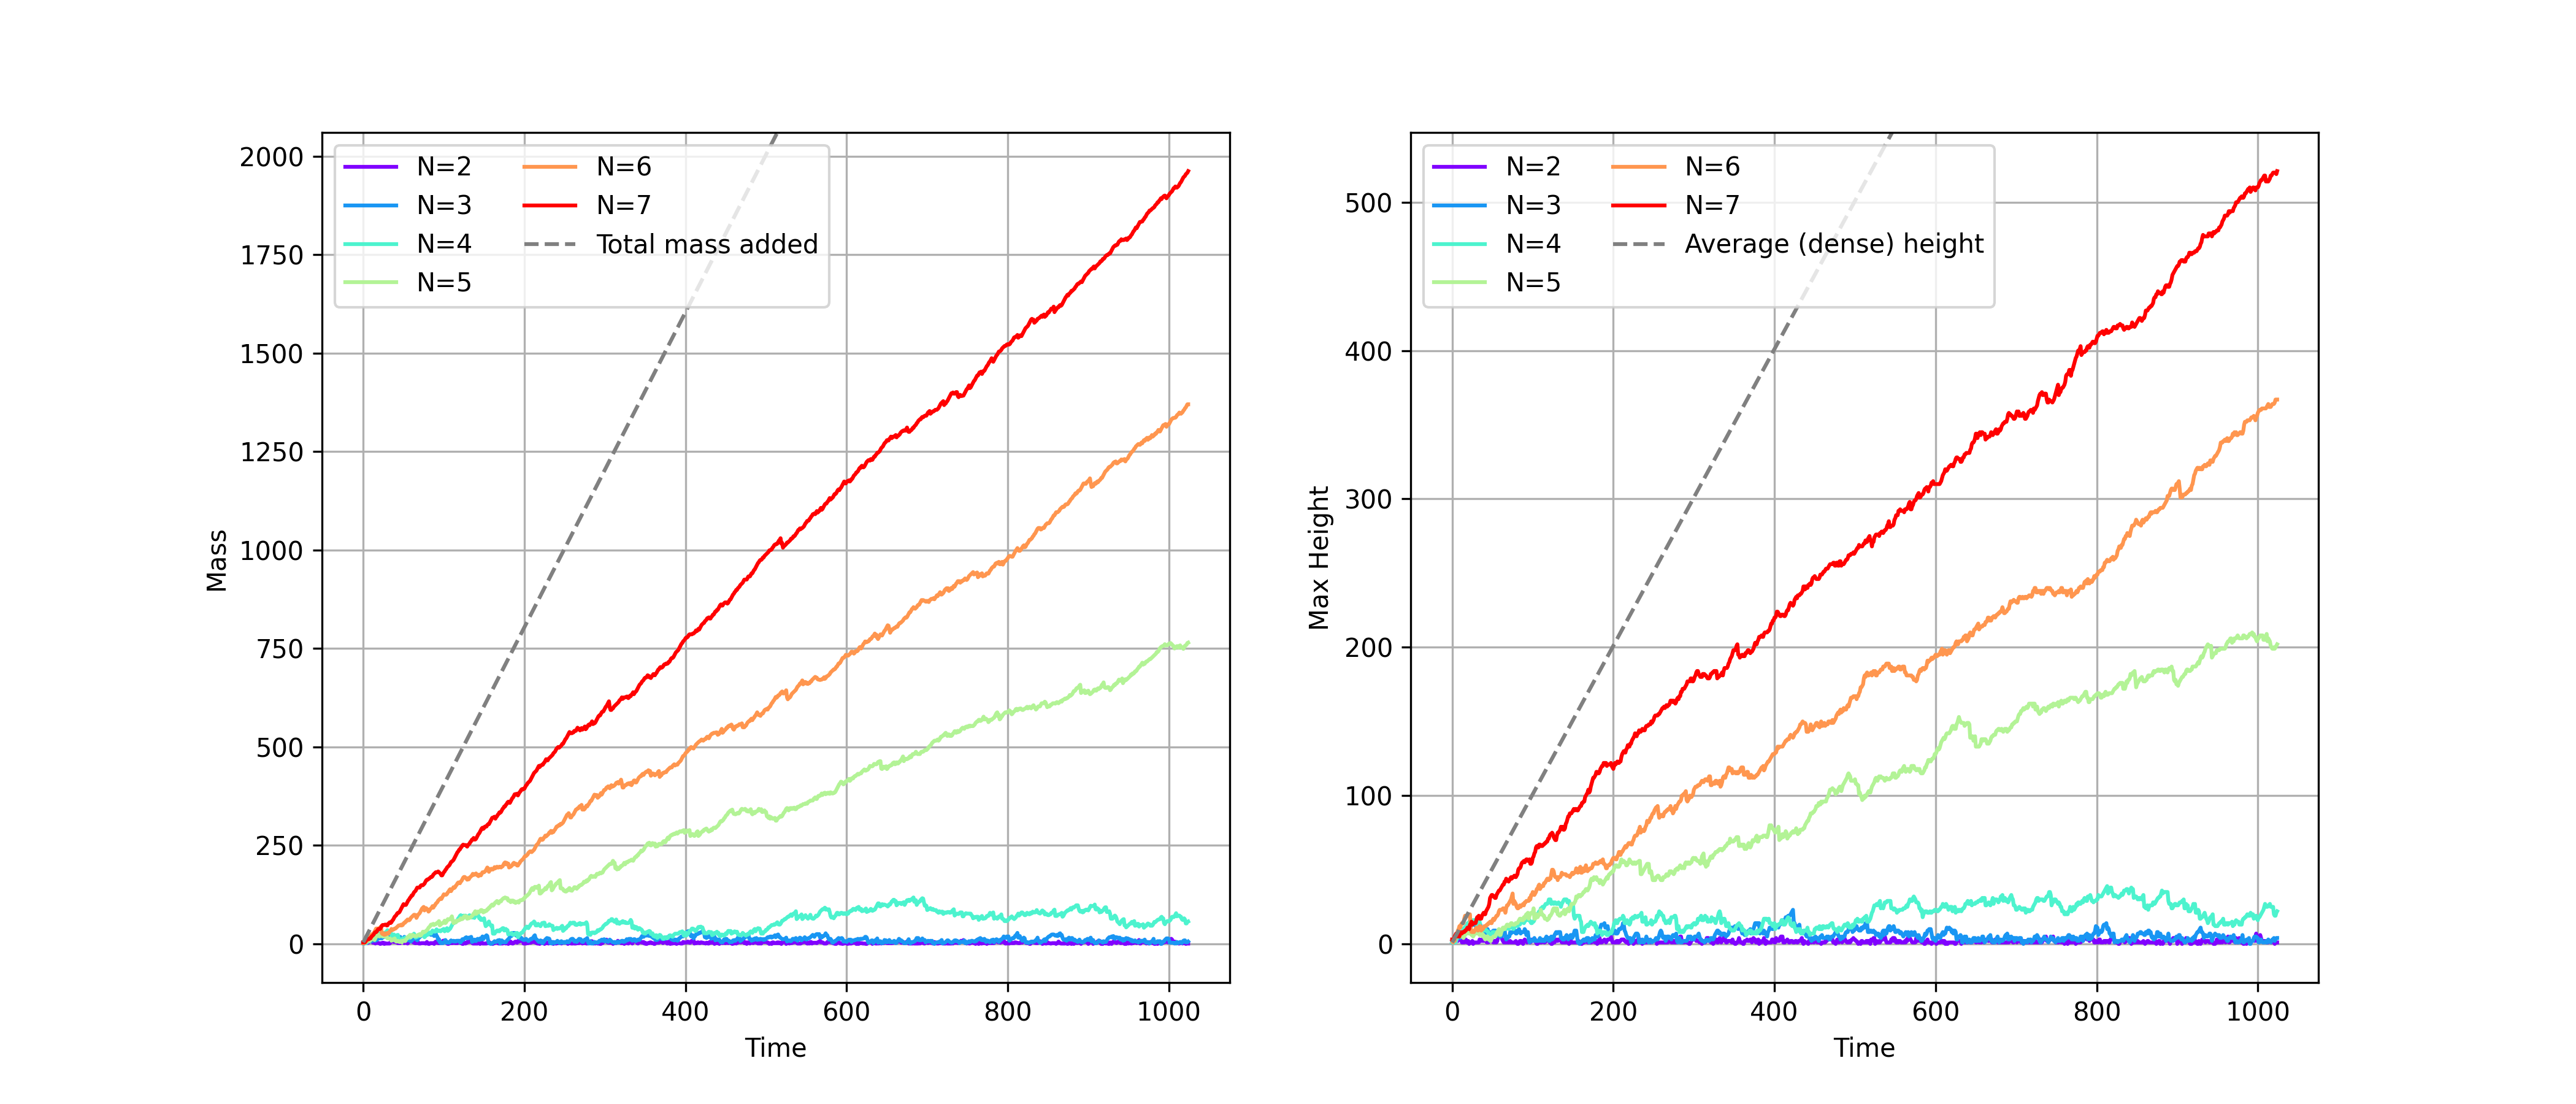 N=2
N=3
N=4
N=5
N=6
N=7
Total mass added
2000
1750
1500
1250
1000
750
500
250
0
Mass
0 200 400 600 800 1000
Time
N=2
N=3
N=4
N=5
N=6
N=7
Average (dense) height
500
400
300
200
100
0
Max Height
0 200 400 600 800 1000
Time